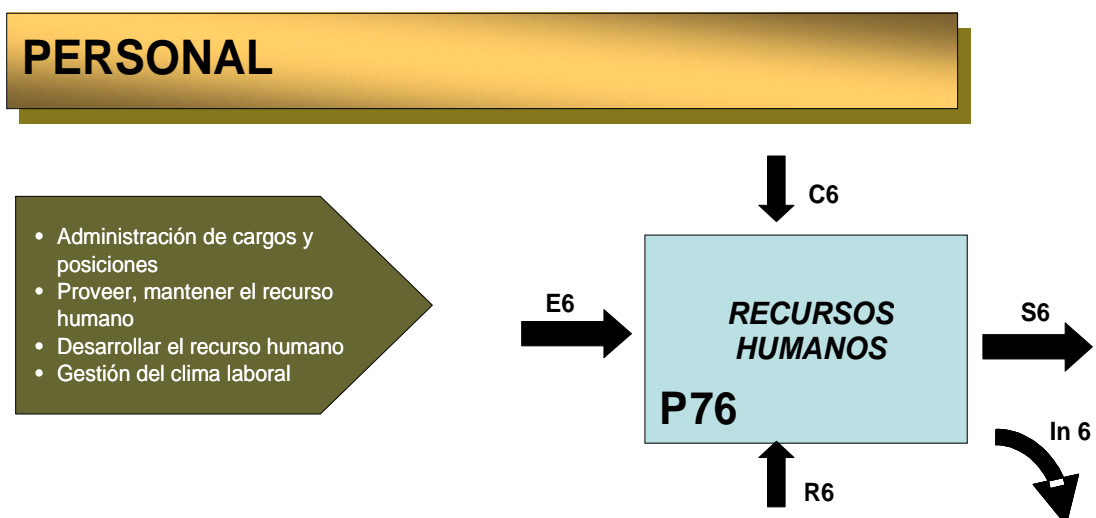 PERSONAL
• Administración de cargos y
posiciones
• Proveer, mantener el recurso
humano
• Desarrollar el recurso humano
• Gestión del clima laboral
C6
E6
RECURSOS
HUMANOS
P76
S6
In 6
R6